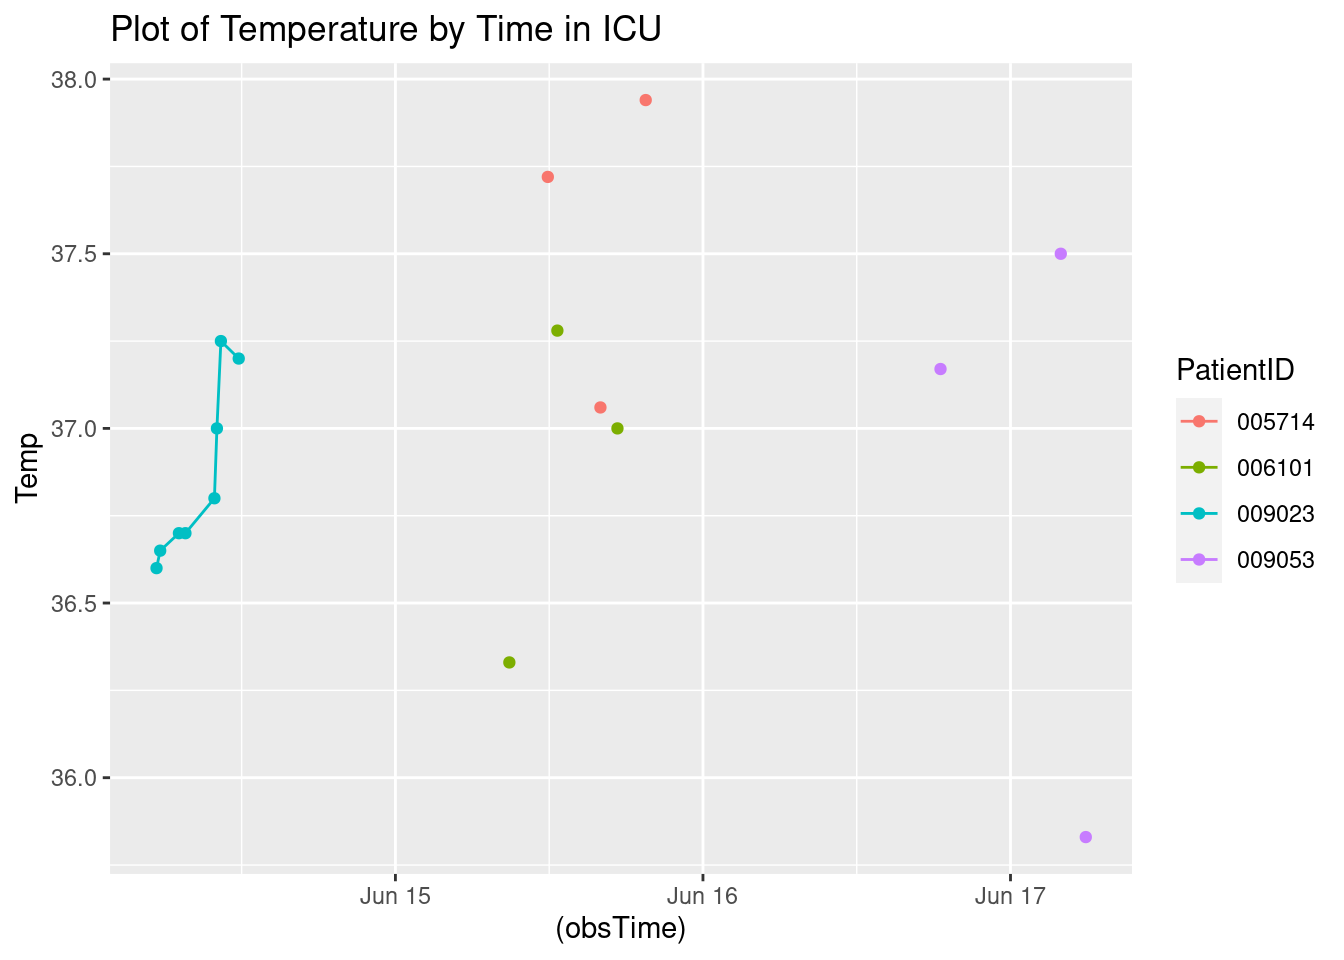 Plot of Temperature by Time in ICU
38.0
37.5
37.0
36.5
36.0
Temp
Jun 15
Jun 16
Jun 17
(obsTime)
PatientID
005714
006101
009023
009053